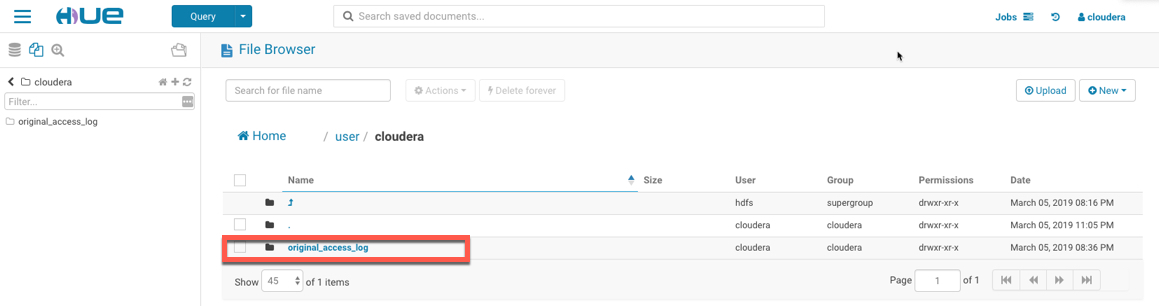 HUE
Query
Search saved documents...
Jobs
cloudera
File Browser
cloudera
Filter...
original_access_log
Search for file name
Actions
Delete forever
Upload
New
Home / user / cloudera
Name Size User Group Permissions Date
hdfs supergroup drwxr-xr-x March 05, 2019 08:16 PM
. cloudera cloudera drwxr-xr-x March 05, 2019 11:05 PM
original_access_log cloudera cloudera drwxr-xr-x March 05, 2019 08:36 PM
Show 45 of 1 items
Page 1 of 1